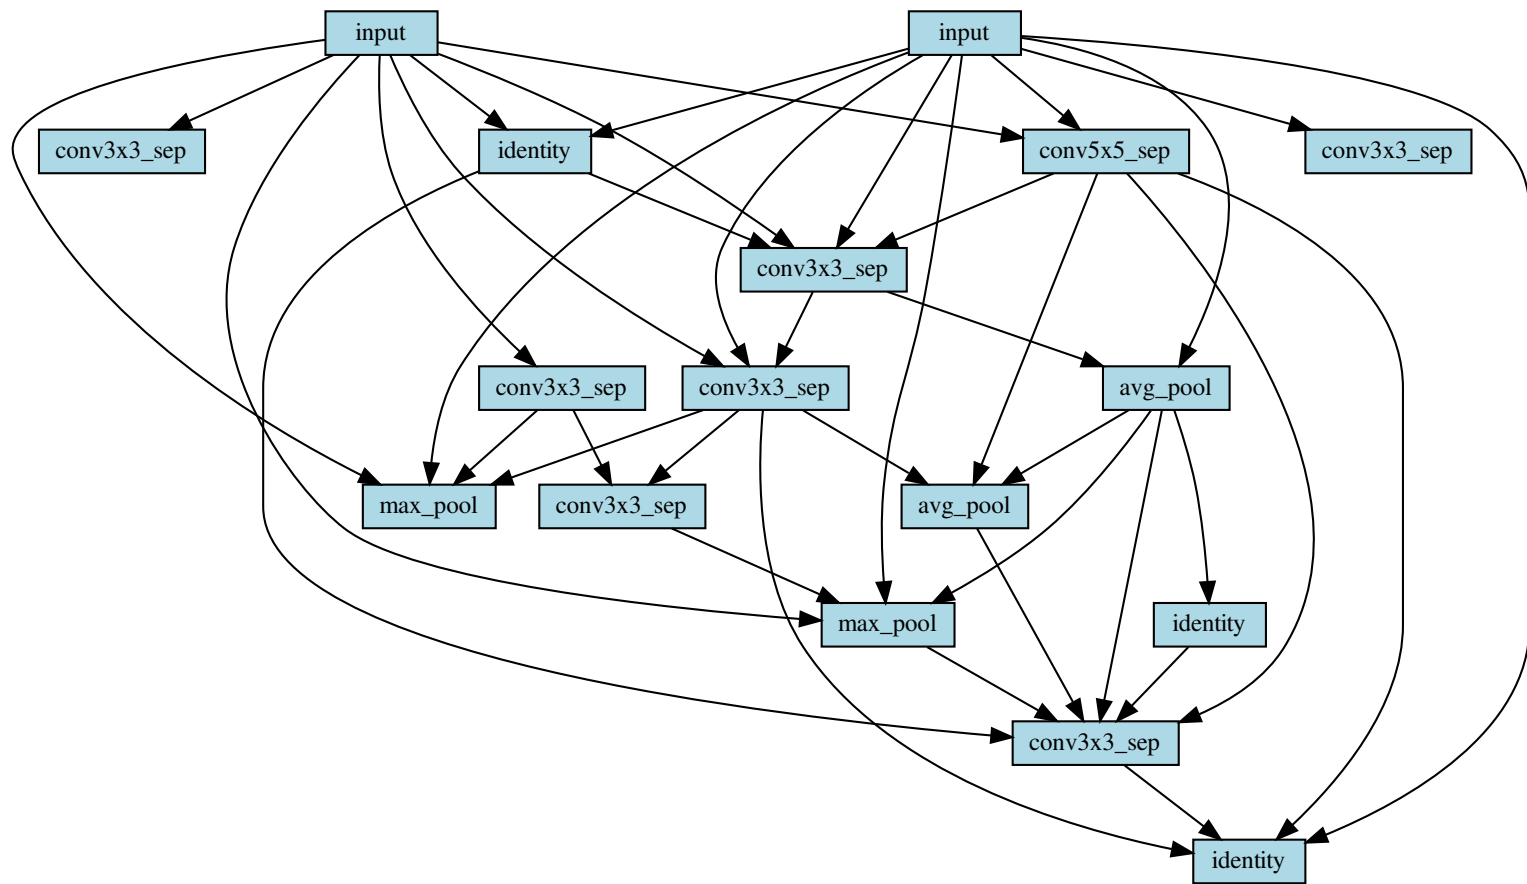 input
input
conv3x3_sep
identity
conv5x5_sep
conv3x3_sep
conv3x3_sep
conv3x3_sep
conv3x3_sep
avg_pool
max_pool
conv3x3_sep
avg_pool
max_pool
identity
conv3x3_sep
identity